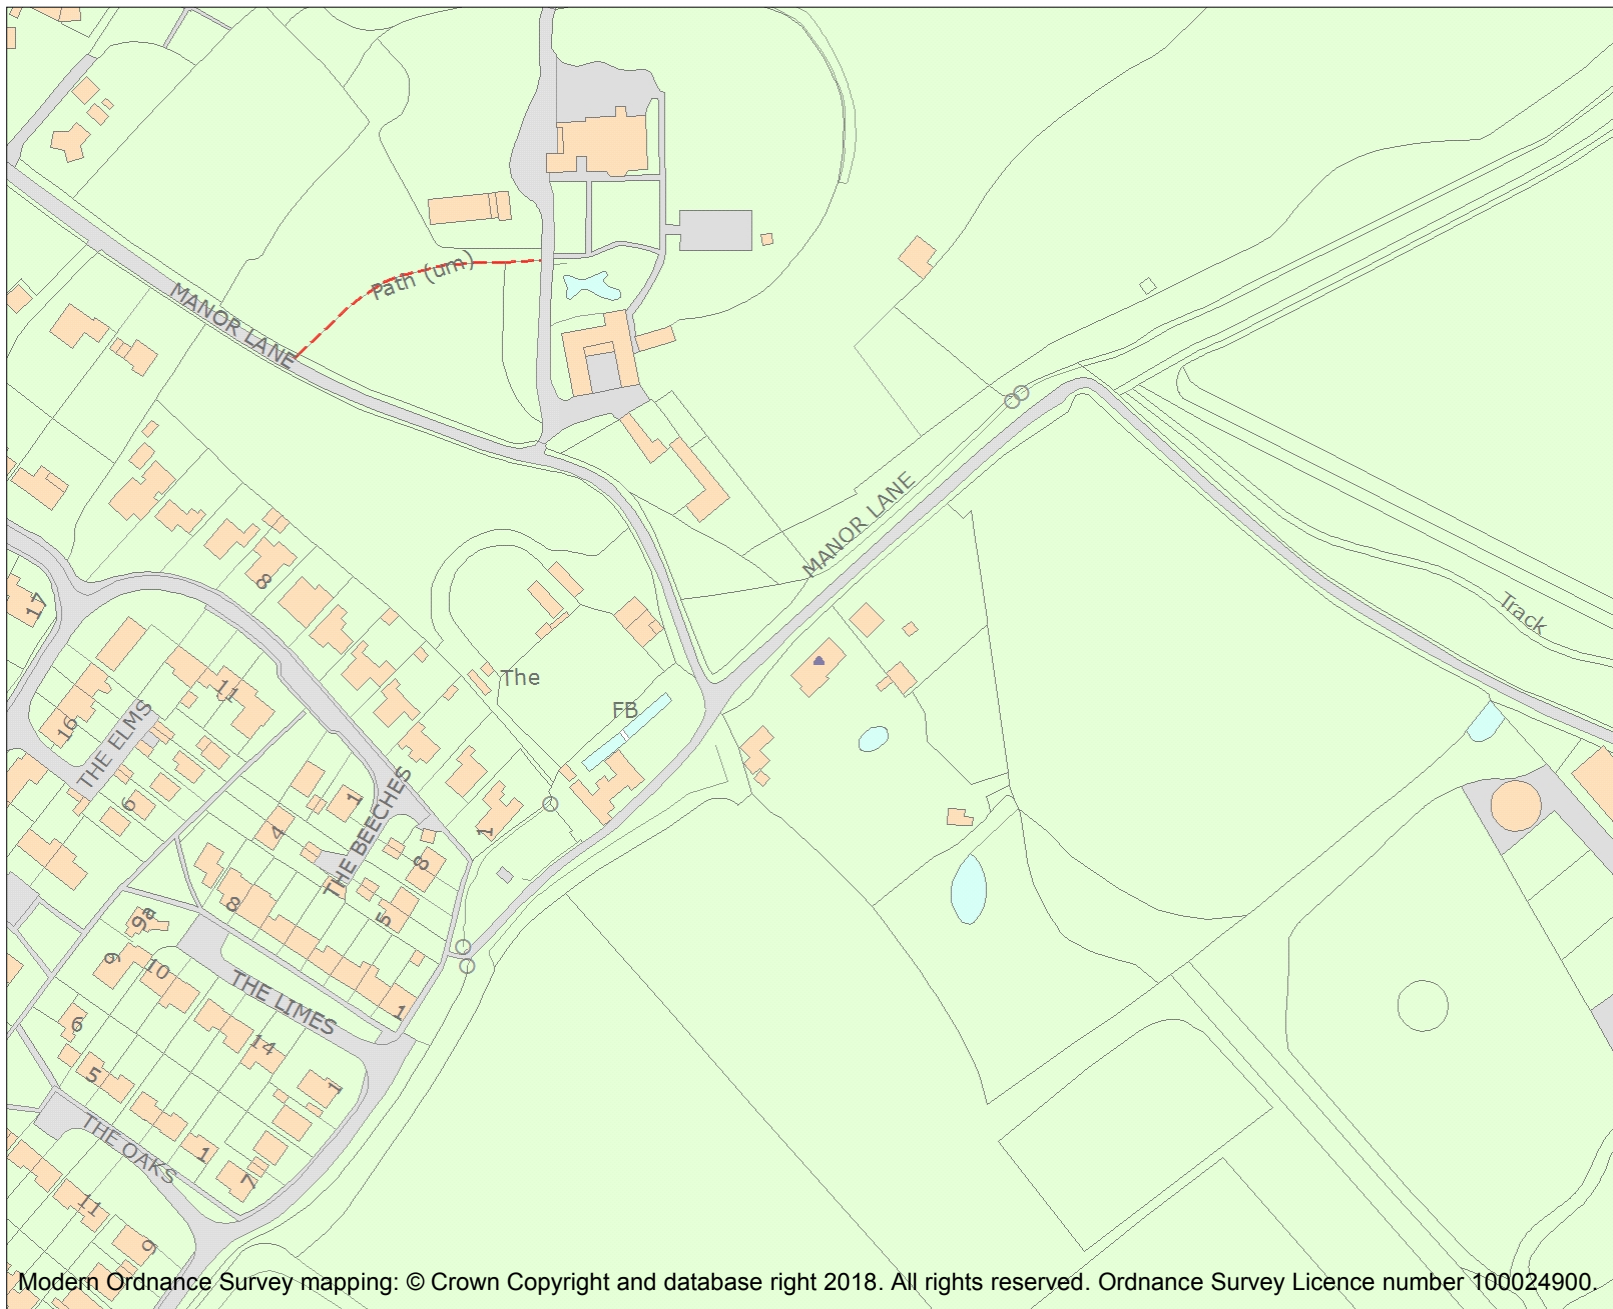 Path (um)
MANOR LANE
MANOR LANE
8
17
Track
The
11
FB
16
THE ELMS
6
1
THE BEECHES
4
1
8
8
5
9a
6
10
THE LIMES
1
6
14
5
1
THE OAKS
1
7
11
9
Modern Ordnance Survey mapping: © Crown Copyright and database right 2018. All rights reserved. Ordnance Survey Licence number 100024900.